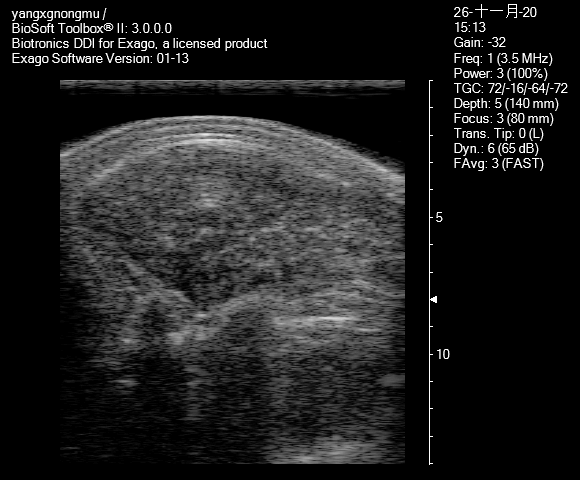 yangxgnongmu /
BioSoft Toolbox® II: 3.0.0.0
Biotronics DDI for Exago, a licensed product
Exago Software Version: 01-13
26-十一月-20
15:13
Gain: -32
Freq: 1 (3.5 MHz)
Power: 3 (100%)
TGC: 72/-16/-64/-72
Depth: 5 (140 mm)
Focus: 3 (80 mm)
Trans. Tip: 0 (L)
Dyn.: 6 (65 dB)
FAvg: 3 (FAST)
5
10